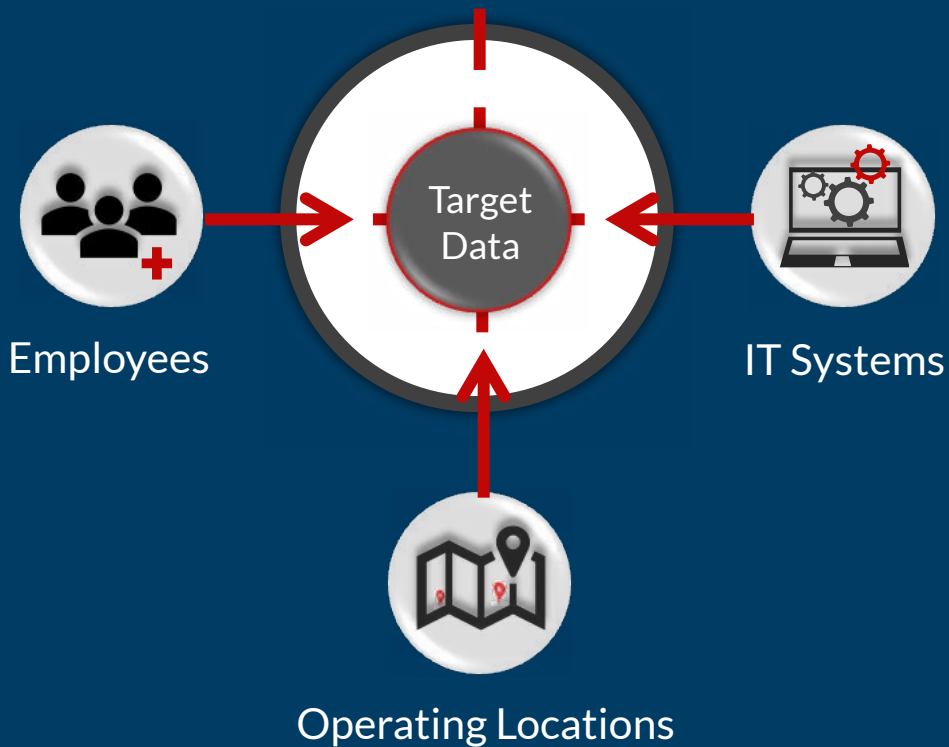 Target
Data
Employees
IT Systems
Operating Locations